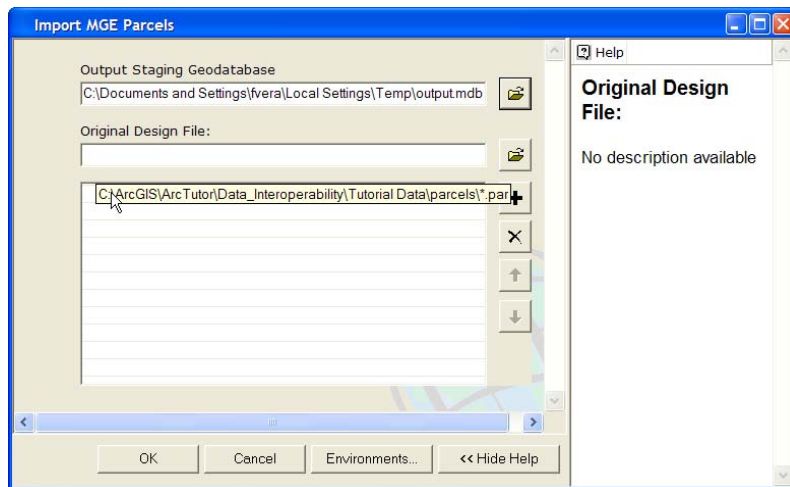 Import MGE Parcels
Output Staging Geodatabase
C:\Documents and Settings\fvera\Local Settings\Temp\output.mdb
Original Design File:
C:\ArcGIS\ArcTutor\Data_Interoperability\Tutorial Data\parcels\*.par
OK
Cancel
Environments...
<< Hide Help
Help
Original Design
File:
No description available